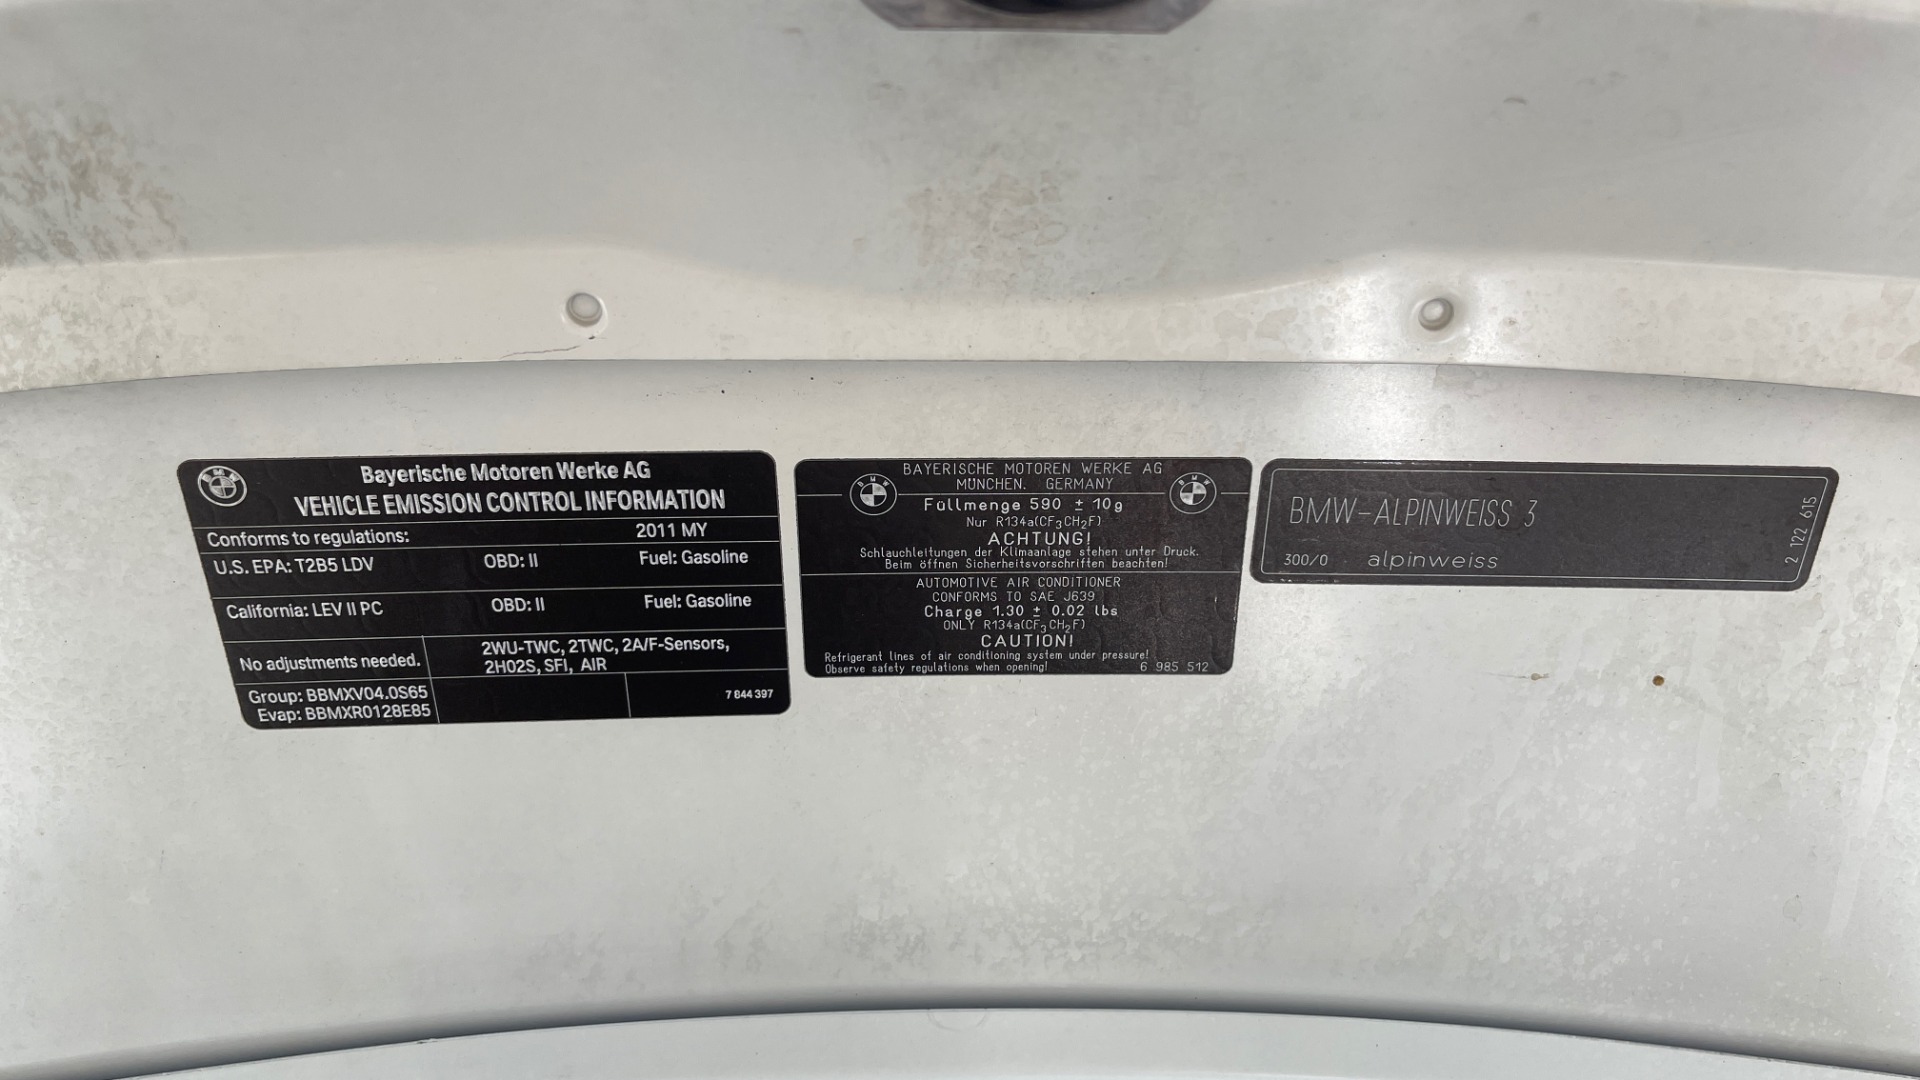 BMW
Bayerische Motoren Werke AG
VEHICLE EMISSION CONTROL INFORMATION
Conforms to regulations: 2011 MY
U.S. EPA: T2B5 LDV OBD: II Fuel: Gasoline
California: LEV II PC OBD: II Fuel: Gasoline
No adjustments needed. 2WU-TWC, 2TWC, 2A/F-Sensors,
2HO2S, SFI, AIR
Group: BBMXV04.0S65
Evap: BBMXR0128E85
7 844 397
BAYERISCHE MOTOREN WERKE AG
MÜNCHEN. GERMANY
BMW
BMW
Füllmenge 590 ± 10g
Nur R134a(CF3CH2F)
ACHTUNG!
Schlauchleitungen der Klimaanlage stehen unter Druck.
Beim öffnen Sicherheitsvorschriften beachten!
AUTOMOTIVE AIR CONDITIONER
CONFORMS TO SAE J639
Charge 1.30 ± 0.02 lbs
ONLY R134a(CF3CH2F)
CAUTION!
Refrigerant lines of air conditioning system under pressure!
Observe safety regulations when opening! 6 985 512
BMW-ALPINWEISS 3
300/0 alpinweiss
2 122 615